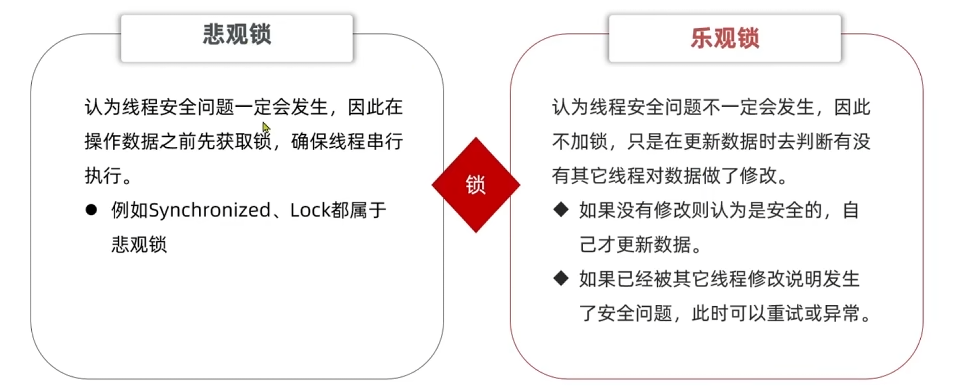 悲观锁
认为线程安全问题一定会发生，因此在
操作数据之前先获取锁，确保线程串行
执行。
● 例如Synchronized、Lock都属于
悲观锁
锁
乐观锁
认为线程安全问题不一定会发生，因此
不加锁，只是在更新数据时去判断有没
有其它线程对数据做了修改。
◆ 如果没有修改则认为是安全的，自
己才更新数据。
◆ 如果已经被其它线程修改说明发生
了安全问题，此时可以重试或异常。